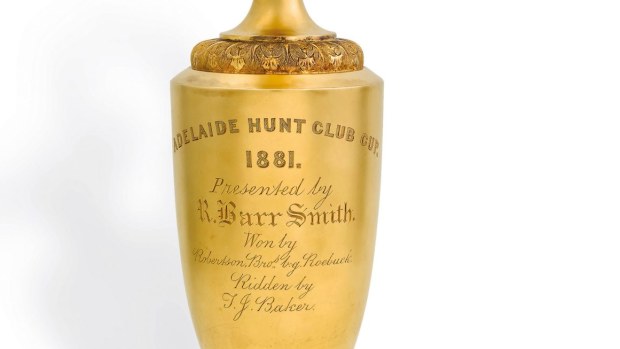 ADELAIDE HUNT CLUB CUP.
1881.
Presented by
R. Barr Smith.
Won by
Robertson Bros. b.g. Roebuck.
Ridden by
T. J. Baker.